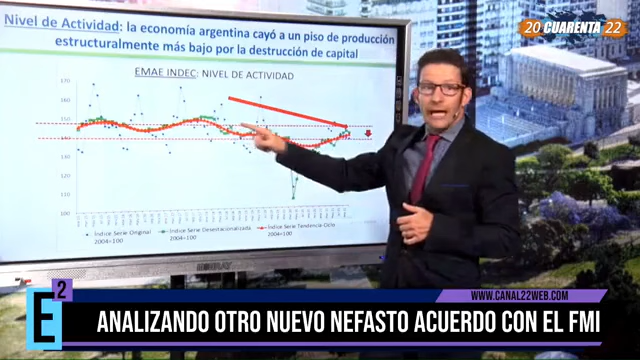 Nivel de Actividad: la economía argentina cayó a un piso de producción
estructuralmente más bajo por la destrucción de capital
20 CUARENTA 22
EMAE INDEC: NIVEL DE ACTIVIDAD
170
160
150
140
130
120
110
100
Índice Serie Original
2004=100
Índice Serie Desestacionalizada
2004=100
Índice Serie Tendencia-Ciclo
2004=100
E2
WWW.CANAL22WEB.COM
ANALIZANDO OTRO NUEVO NEFASTO ACUERDO CON EL FMI